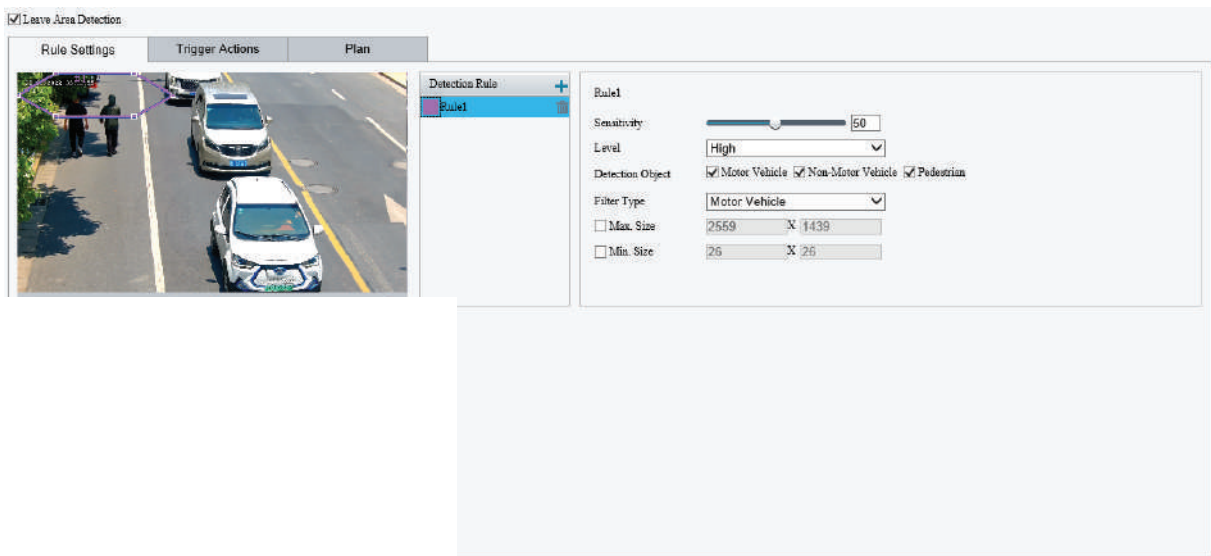 Leave Area Detection
Rule Settings
Trigger Actions
Plan
Detection Rule
Rule1
Rule1
Sensitivity
50
Level
High
Detection Object
Motor Vehicle Non-Motor Vehicle Pedestrian
Filter Type
Motor Vehicle
Max. Size
2559 X 1439
Min. Size
26 X 26